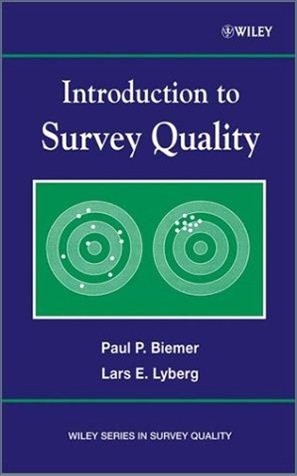 WILEY
Introduction to
Survey Quality
Paul P. Biemer
Lars E. Lyberg
WILEY SERIES IN SURVEY QUALITY